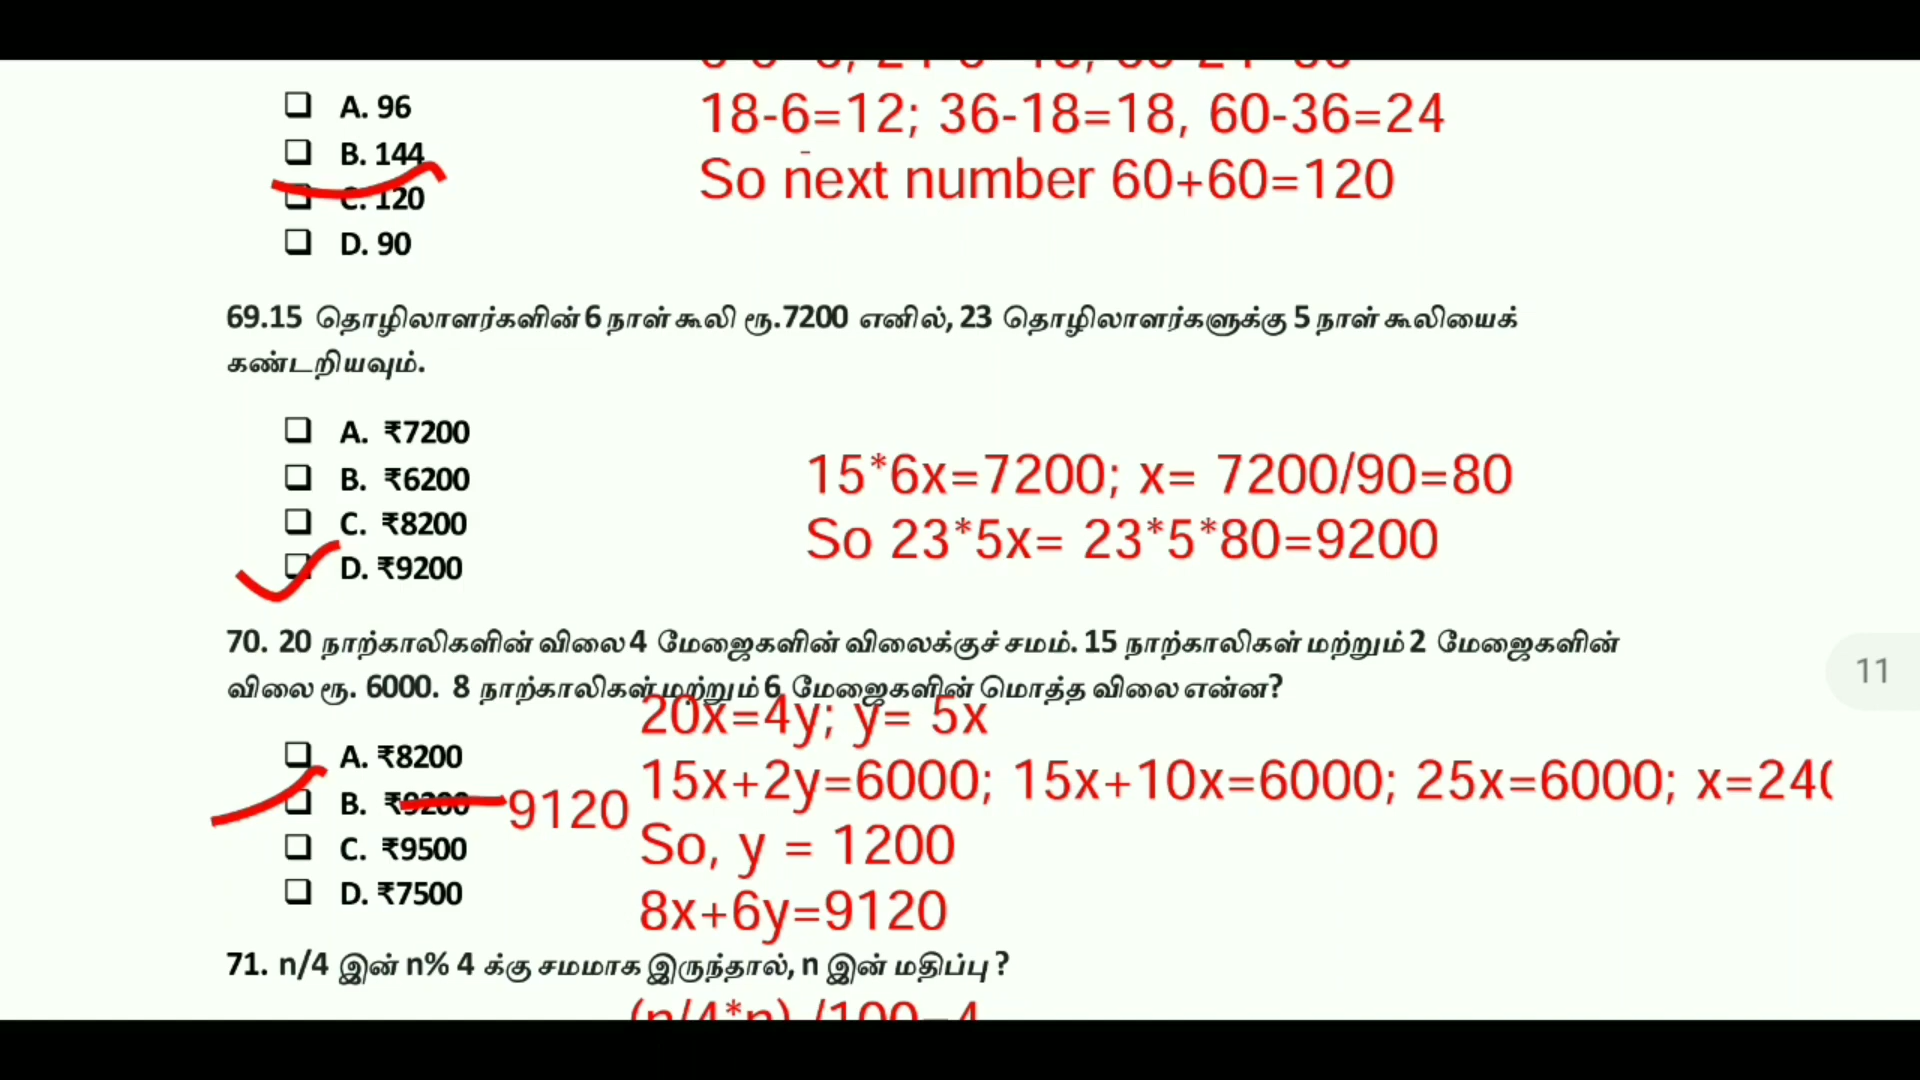 A. 96
18-6=12; 36-18=18, 60-36=24
B. 144
So next number 60+60=120
C. 120
D. 90
69.15 தொழிலாளர்களின் 6 நாள் கூலி ரூ.7200 எனில், 23 தொழிலாளர்களுக்கு 5 நாள் கூலியைக்
கண்டறியவும்.
A. ₹7200
B. ₹6200
15*6x=7200; x= 7200/90=80
C. ₹8200
So 23*5x= 23*5*80=9200
D. ₹9200
70. 20 நாற்காலிகளின் விலை 4 மேஜைகளின் விலைக்குச் சமம். 15 நாற்காலிகள் மற்றும் 2 மேஜைகளின்
விலை ரூ. 6000. 8 நாற்காலிகள் மற்றும் 6 மேஜைகளின் மொத்த விலை என்ன?
20x=4y; y= 5x
A. ₹8200
15x+2y=6000; 15x+10x=6000; 25x=6000; x=240
B. ₹9200 9120
So, y = 1200
C. ₹9500
D. ₹7500
8x+6y=9120
71. n/4 இன் n% 4 க்கு சமமாக இருந்தால், n இன் மதிப்பு ?
(n/4*n) /100=4
11